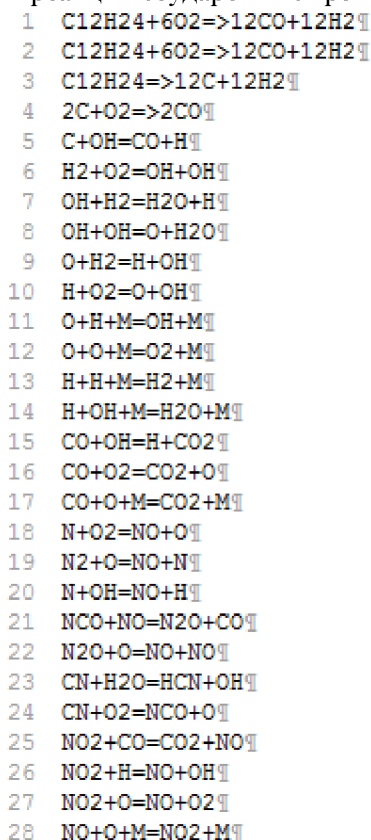 1 C12H24+6O2=>12CO+12H2¶
2 C12H24+6O2=>12CO+12H2¶
3 C12H24=>12C+12H2¶
4 2C+O2=>2CO¶
5 C+OH=CO+H¶
6 H2+O2=OH+OH¶
7 OH+H2=H2O+H¶
8 OH+OH=O+H2O¶
9 O+H2=H+OH¶
10 H+O2=O+OH¶
11 O+H+M=OH+M¶
12 O+O+M=O2+M¶
13 H+H+M=H2+M¶
14 H+OH+M=H2O+M¶
15 CO+OH=H+CO2¶
16 CO+O2=CO2+O¶
17 CO+O+M=CO2+M¶
18 N+O2=NO+O¶
19 N2+O=NO+N¶
20 N+OH=NO+H¶
21 NCO+NO=N2O+CO¶
22 N2O+O=NO+NO¶
23 CN+H2O=HCN+OH¶
24 CN+O2=NCO+O¶
25 NO2+CO=CO2+NO¶
26 NO2+H=NO+OH¶
27 NO2+O=NO+O2¶
28 NO+O+M=NO2+M¶